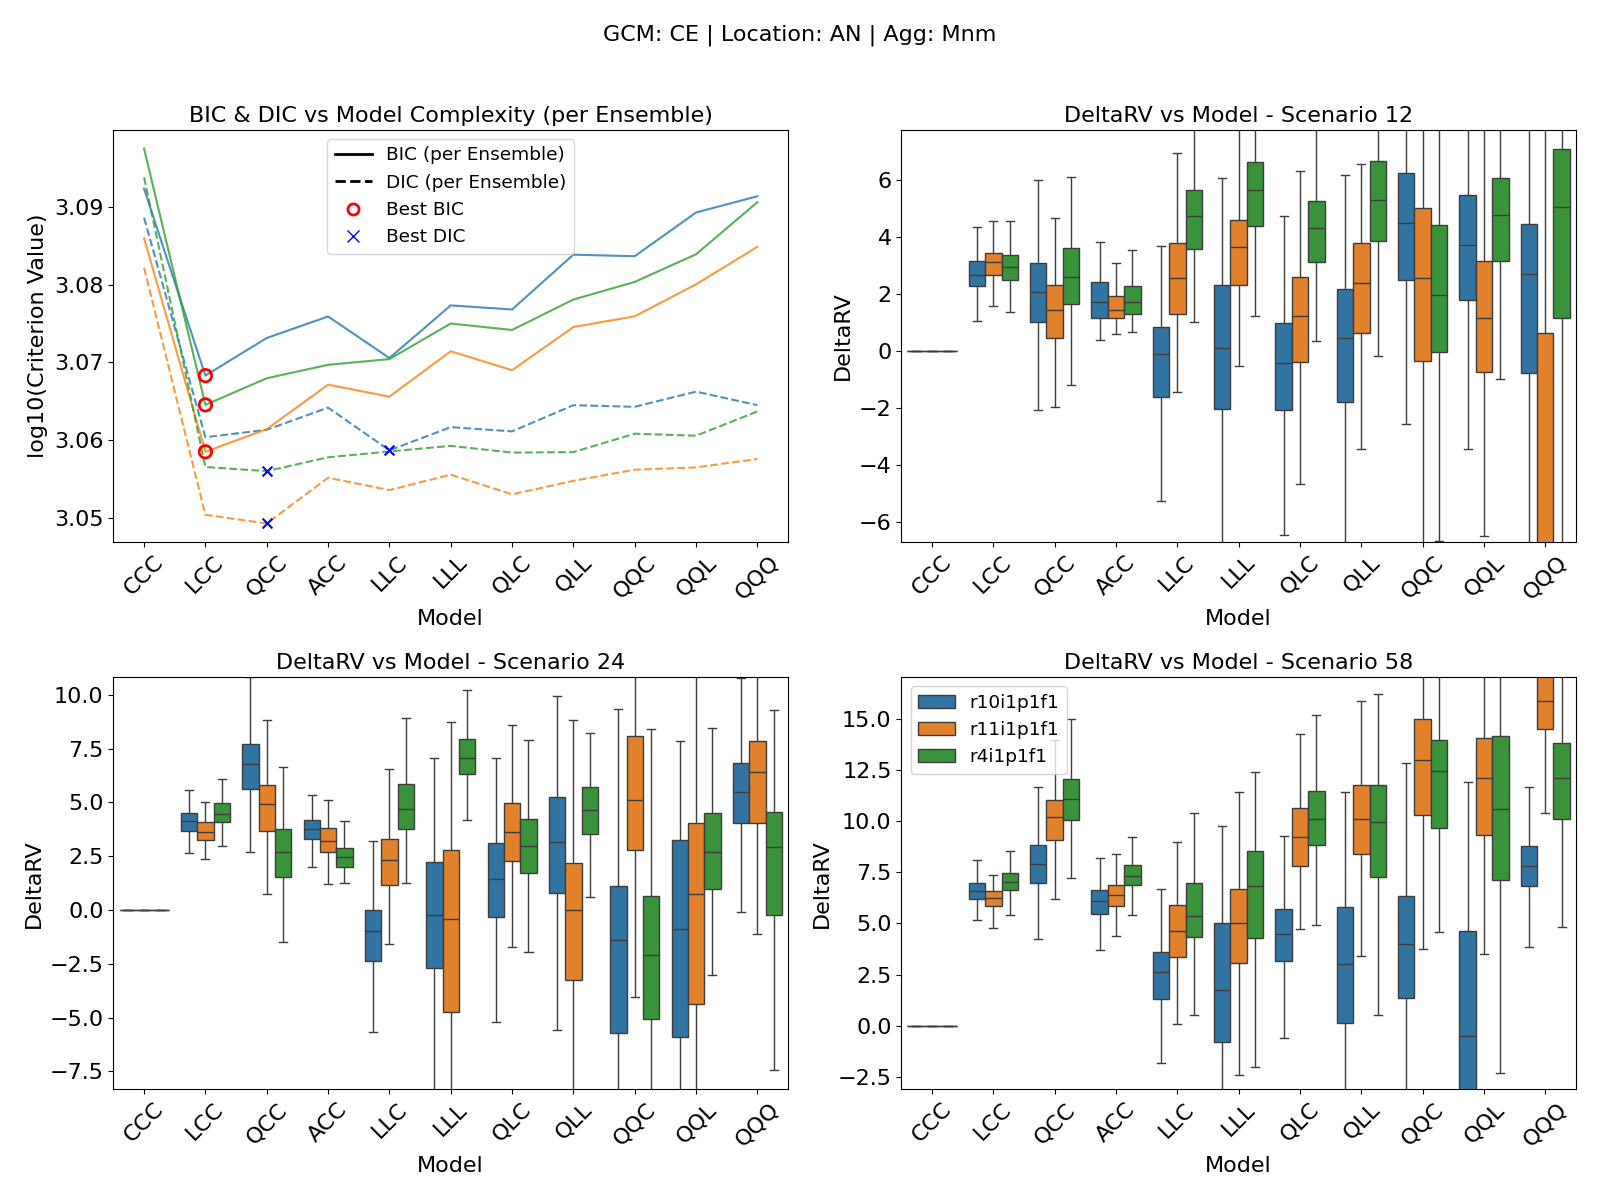 GCM: CE | Location: AN | Agg: Mnm
BIC & DIC vs Model Complexity (per Ensemble)
log10(Criterion Value)
3.09
3.08
3.07
3.06
3.05
BIC (per Ensemble)
DIC (per Ensemble)
Best BIC
Best DIC
CCC LCC QCC ACC LLC LLL QLC QLL QQC QQL QQQ
Model
DeltaRV vs Model - Scenario 12
DeltaRV
6
4
2
0
−2
−4
−6
CCC LCC QCC ACC LLC LLL QLC QLL QQC QQL QQQ
Model
DeltaRV vs Model - Scenario 24
DeltaRV
10.0
7.5
5.0
2.5
0.0
−2.5
−5.0
−7.5
CCC LCC QCC ACC LLC LLL QLC QLL QQC QQL QQQ
Model
DeltaRV vs Model - Scenario 58
DeltaRV
15.0
12.5
10.0
7.5
5.0
2.5
0.0
−2.5
r10i1p1f1
r11i1p1f1
r4i1p1f1
CCC LCC QCC ACC LLC LLL QLC QLL QQC QQL QQQ
Model